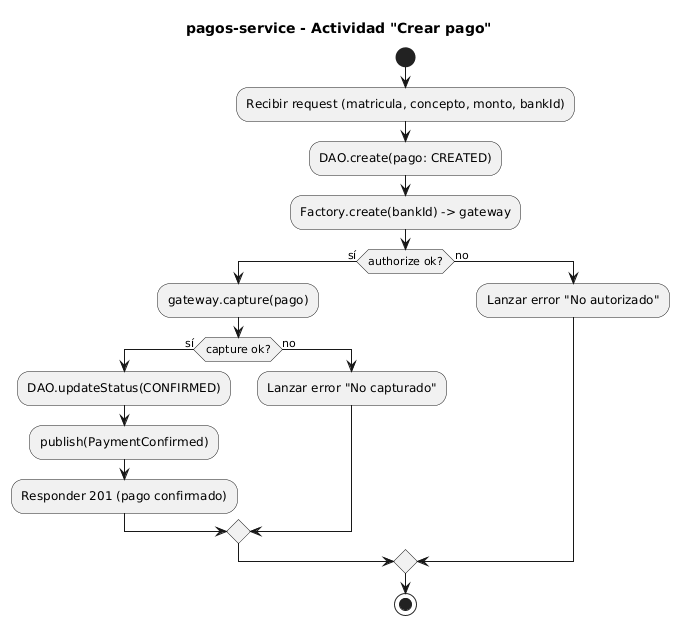 pagos-service - Actividad "Crear pago"
Recibir request (matricula, concepto, monto, bankId)
DAO.create(pago: CREATED)
Factory.create(bankId) -> gateway
sí
authorize ok?
no
gateway.capture(pago)
Lanzar error "No autorizado"
sí
capture ok?
no
DAO.updateStatus(CONFIRMED)
Lanzar error "No capturado"
publish(PaymentConfirmed)
Responder 201 (pago confirmado)